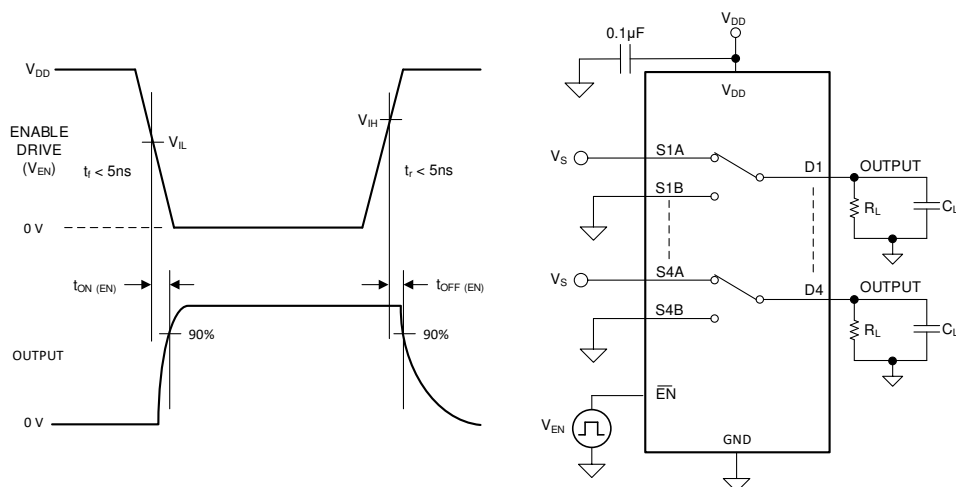 V_DD
ENABLE
DRIVE
(V_EN)
t_f < 5ns
V_IL
V_IH
t_r < 5ns
0 V
t_ON (EN)
t_OFF (EN)
90%
90%
OUTPUT
0 V
V_DD
0.1µF
V_DD
V_S
S1A
D1
OUTPUT
S1B
R_L
C_L
V_S
S4A
D4
OUTPUT
S4B
R_L
C_L
E̅N̅
V_EN
GND